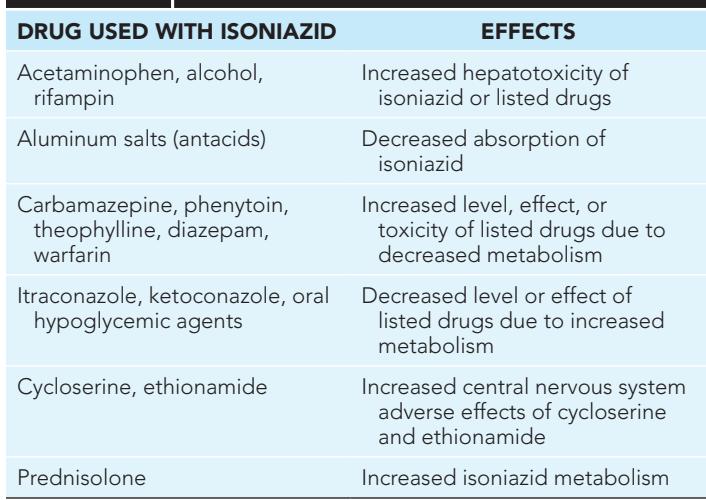 DRUG USED WITH ISONIAZID EFFECTS
Acetaminophen, alcohol,
rifampin
Increased hepatotoxicity of
isoniazid or listed drugs
Aluminum salts (antacids)
Decreased absorption of
isoniazid
Carbamazepine, phenytoin,
theophylline, diazepam,
warfarin
Increased level, effect, or
toxicity of listed drugs due to
decreased metabolism
Itraconazole, ketoconazole, oral
hypoglycemic agents
Decreased level or effect of
listed drugs due to increased
metabolism
Cycloserine, ethionamide
Increased central nervous system
adverse effects of cycloserine
and ethionamide
Prednisolone
Increased isoniazid metabolism